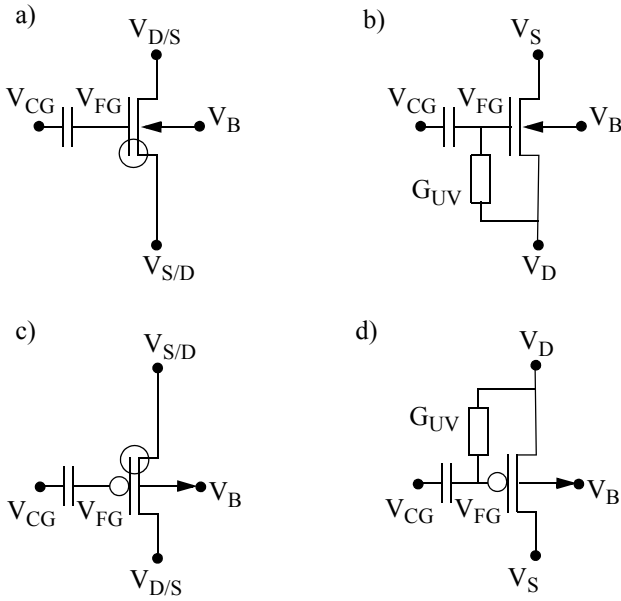 a)
V_D/S
V_CG
V_FG
V_B
V_S/D
b)
V_S
V_CG
V_FG
V_B
G_UV
V_D
c)
V_S/D
V_CG
V_FG
V_B
V_D/S
d)
V_D
G_UV
V_CG
V_FG
V_B
V_S